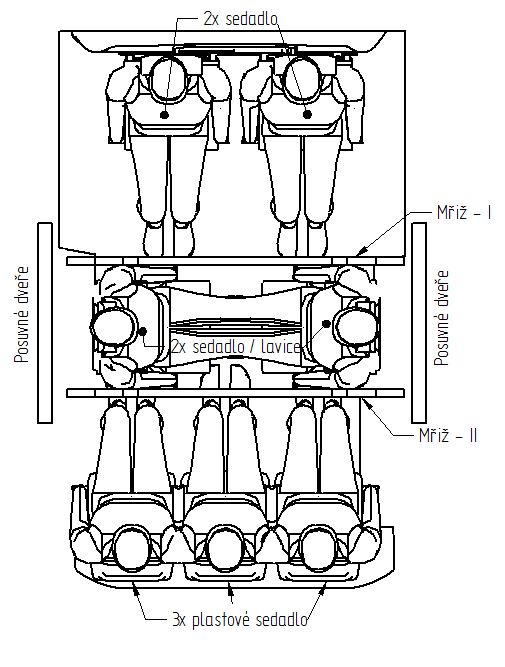 2x sedadlo
Mříž - I
Posuvné dveře
Posuvné dveře
2x sedadlo / lavice
Mříž - II
3x plastové sedadlo